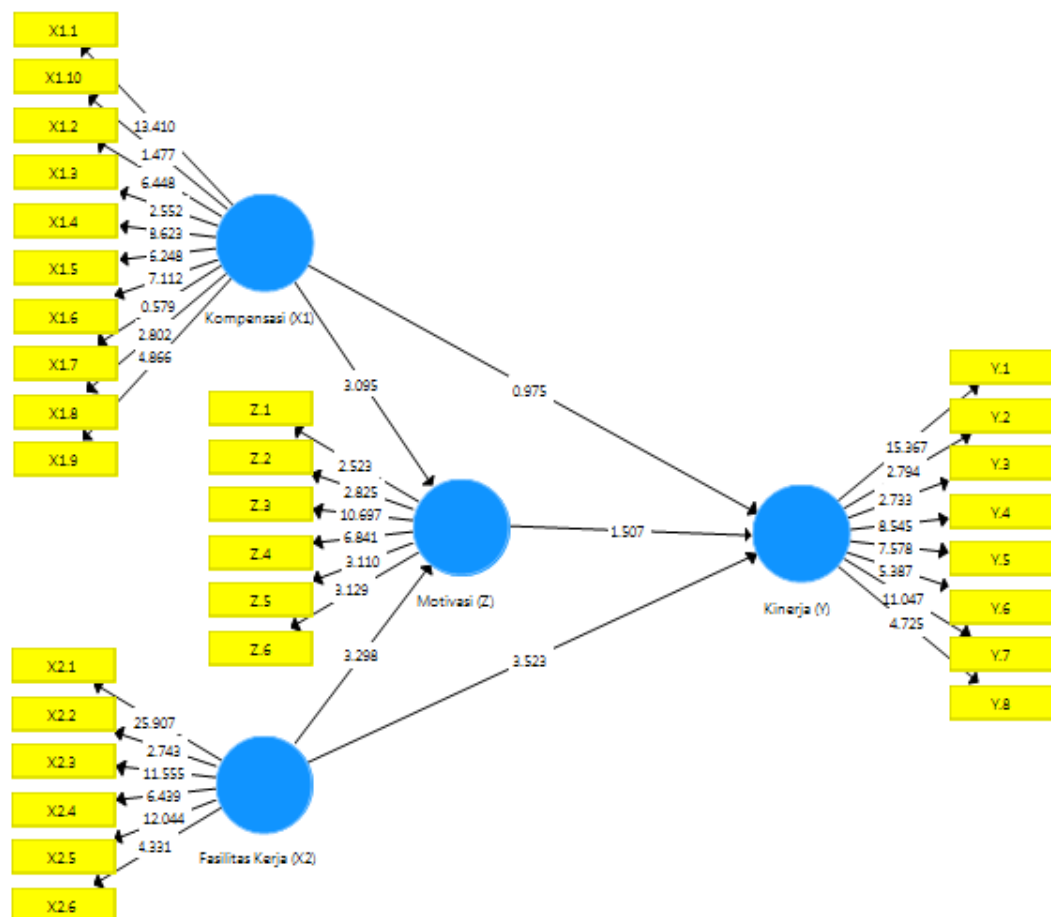 X1.1
X1.10
X1.2
X1.3
X1.4
X1.5
X1.6
X1.7
X1.8
X1.9
13.410
1.477
6.448
2.552
8.623
6.248
7.112
0.579
2.802
4.866
Kompensasi (X1)
3.095
0.975
Z.1
Z.2
Z.3
Z.4
Z.5
Z.6
2.523
2.825
10.697
6.841
3.110
3.129
Motivasi (Z)
1.507
Y.1
Y.2
Y.3
Y.4
Y.5
Y.6
Y.7
Y.8
15.367
2.794
2.733
8.545
7.578
5.387
11.047
4.725
Kinerja (Y)
3.298
3.523
X2.1
X2.2
X2.3
X2.4
X2.5
X2.6
25.907
2.743
11.555
6.439
12.044
4.331
Fasilitas Kerja (X2)